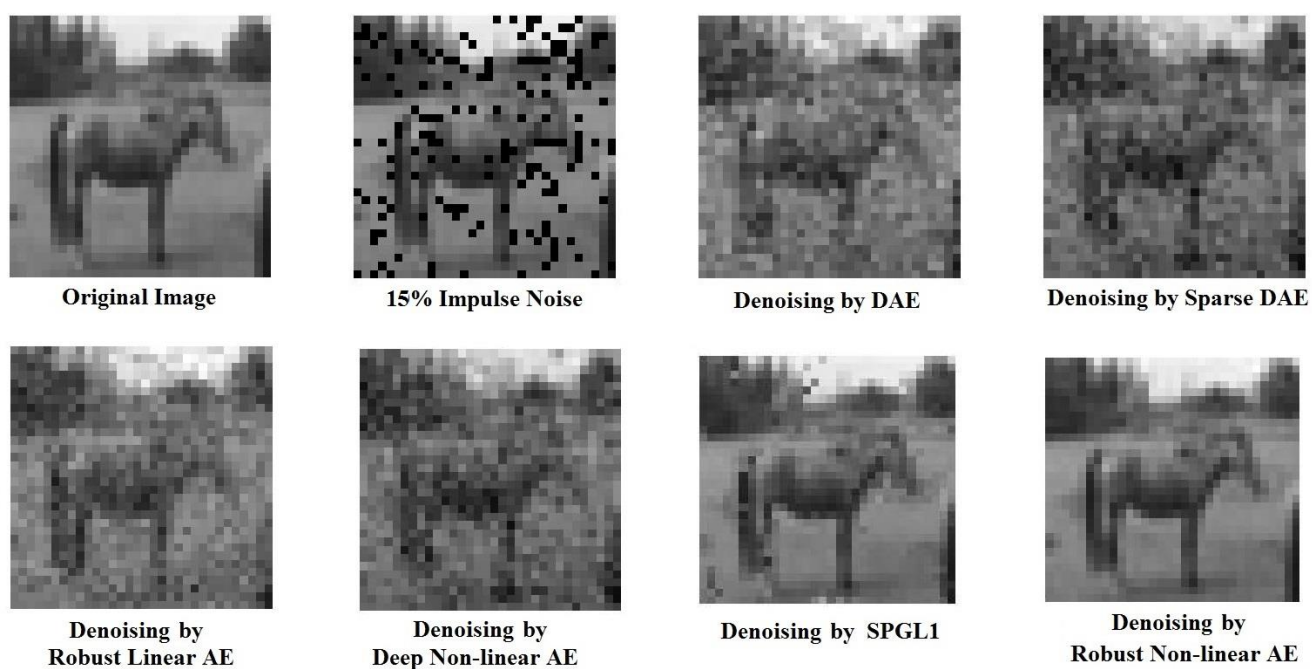 Original Image
15% Impulse Noise
Denoising by DAE
Denoising by Sparse DAE
Denoising by
Robust Linear AE
Denoising by
Deep Non-linear AE
Denoising by SPGL1
Denoising by
Robust Non-linear AE